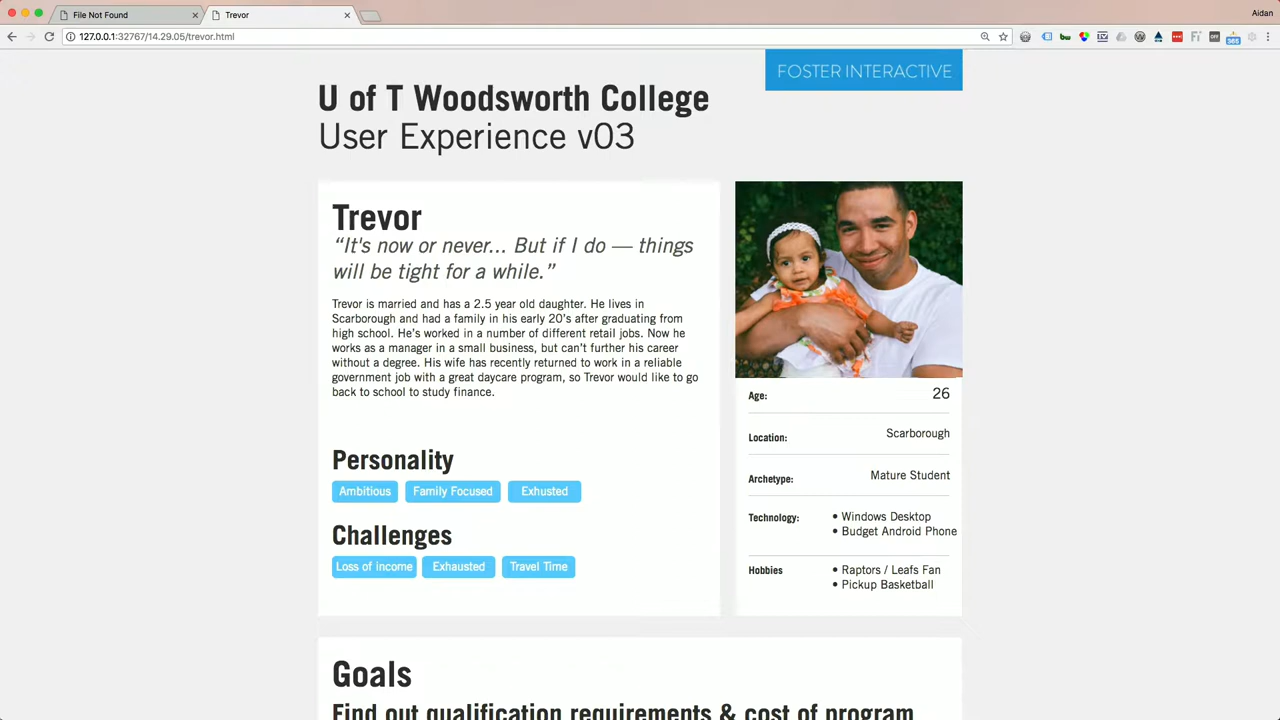 File Not Found
Trevor
Aidan
127.0.0.1:32767/14.29.05/trevor.html
FOSTER INTERACTIVE
U of T Woodsworth College
User Experience v03
Trevor
“It's now or never... But if I do — things
will be tight for a while.”
Trevor is married and has a 2.5 year old daughter. He lives in
Scarborough and had a family in his early 20's after graduating from
high school. He's worked in a number of different retail jobs. Now he
works as a manager in a small business, but can't further his career
without a degree. His wife has recently returned to work in a reliable
government job with a great daycare program, so Trevor would like to go
back to school to study finance.
Personality
Ambitious Family Focused Exhusted
Challenges
Loss of income Exhausted Travel Time
Age: 26
Location: Scarborough
Archetype: Mature Student
Technology: • Windows Desktop
• Budget Android Phone
Hobbies • Raptors / Leafs Fan
• Pickup Basketball
Goals
Find out qualification requirements & cost of program